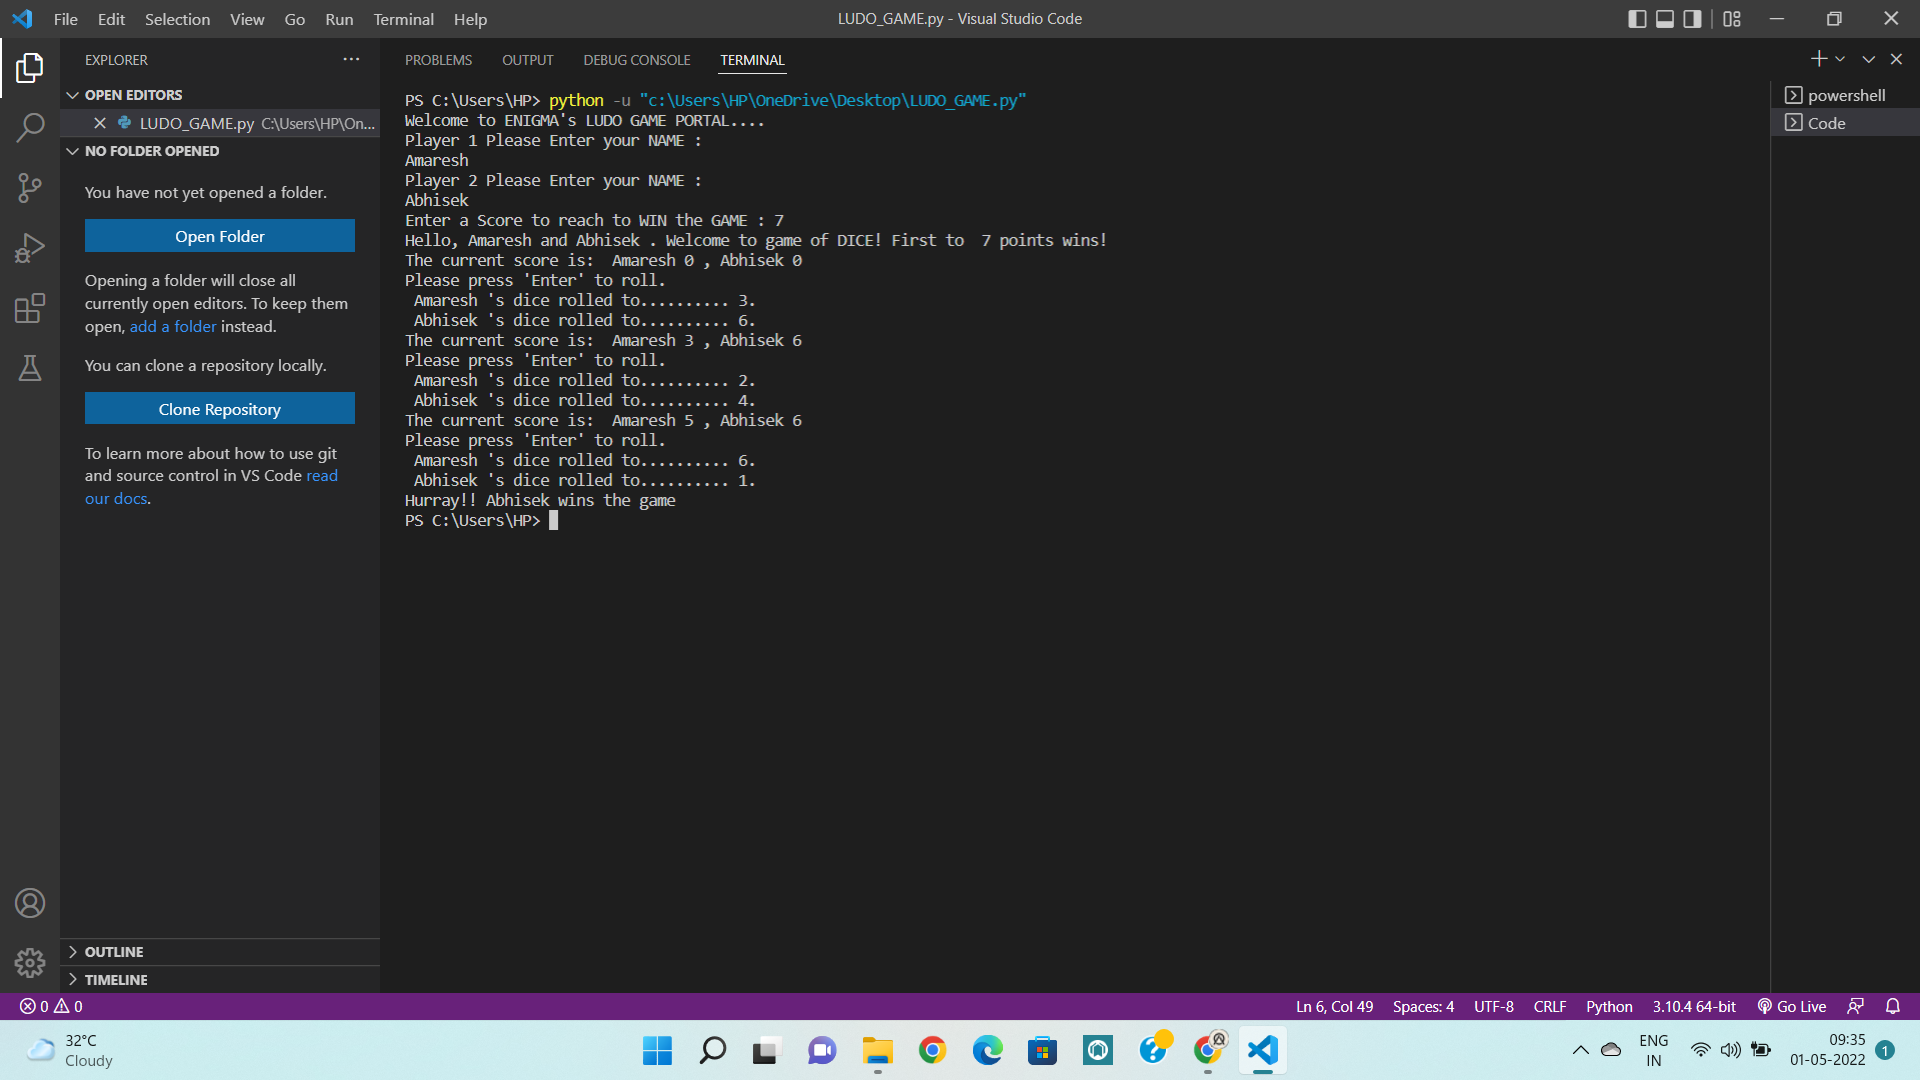 File Edit Selection View Go Run Terminal Help
LUDO_GAME.py - Visual Studio Code
EXPLORER
OPEN EDITORS
LUDO_GAME.py C:\Users\HP\On...
NO FOLDER OPENED
You have not yet opened a folder.
Open Folder
Opening a folder will close all
currently open editors. To keep them
open, add a folder instead.
You can clone a repository locally.
Clone Repository
To learn more about how to use git
and source control in VS Code read
our docs.
OUTLINE
TIMELINE
PROBLEMS OUTPUT DEBUG CONSOLE TERMINAL
PS C:\Users\HP> python -u "c:\Users\HP\OneDrive\Desktop\LUDO_GAME.py"
Welcome to ENIGMA's LUDO GAME PORTAL....
Player 1 Please Enter your NAME :
Amaresh
Player 2 Please Enter your NAME :
Abhisek
Enter a Score to reach to WIN the GAME : 7
Hello, Amaresh and Abhisek . Welcome to game of DICE! First to  7 points wins!
The current score is:  Amaresh 0 , Abhisek 0
Please press 'Enter' to roll.
 Amaresh 's dice rolled to.......... 3.
 Abhisek 's dice rolled to.......... 6.
The current score is:  Amaresh 3 , Abhisek 6
Please press 'Enter' to roll.
 Amaresh 's dice rolled to.......... 2.
 Abhisek 's dice rolled to.......... 4.
The current score is:  Amaresh 5 , Abhisek 6
Please press 'Enter' to roll.
 Amaresh 's dice rolled to.......... 6.
 Abhisek 's dice rolled to.......... 1.
Hurray!! Abhisek wins the game
PS C:\Users\HP>
powershell
Code
0 0
Ln 6, Col 49 Spaces: 4 UTF-8 CRLF Python 3.10.4 64-bit Go Live
32°C
Cloudy
ENG
IN
09:35
01-05-2022
1